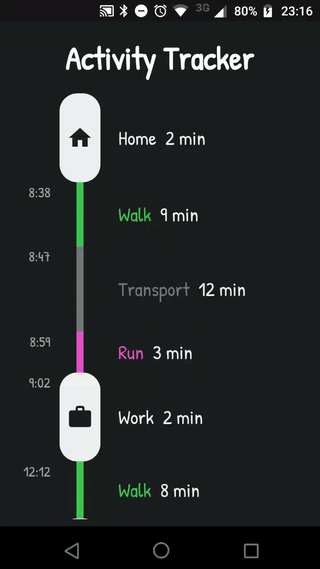 3G 80% 23:16
Activity Tracker
Home 2 min
8:38
Walk 9 min
8:47
Transport 12 min
8:59
Run 3 min
9:02
Work 2 min
12:12
Walk 8 min